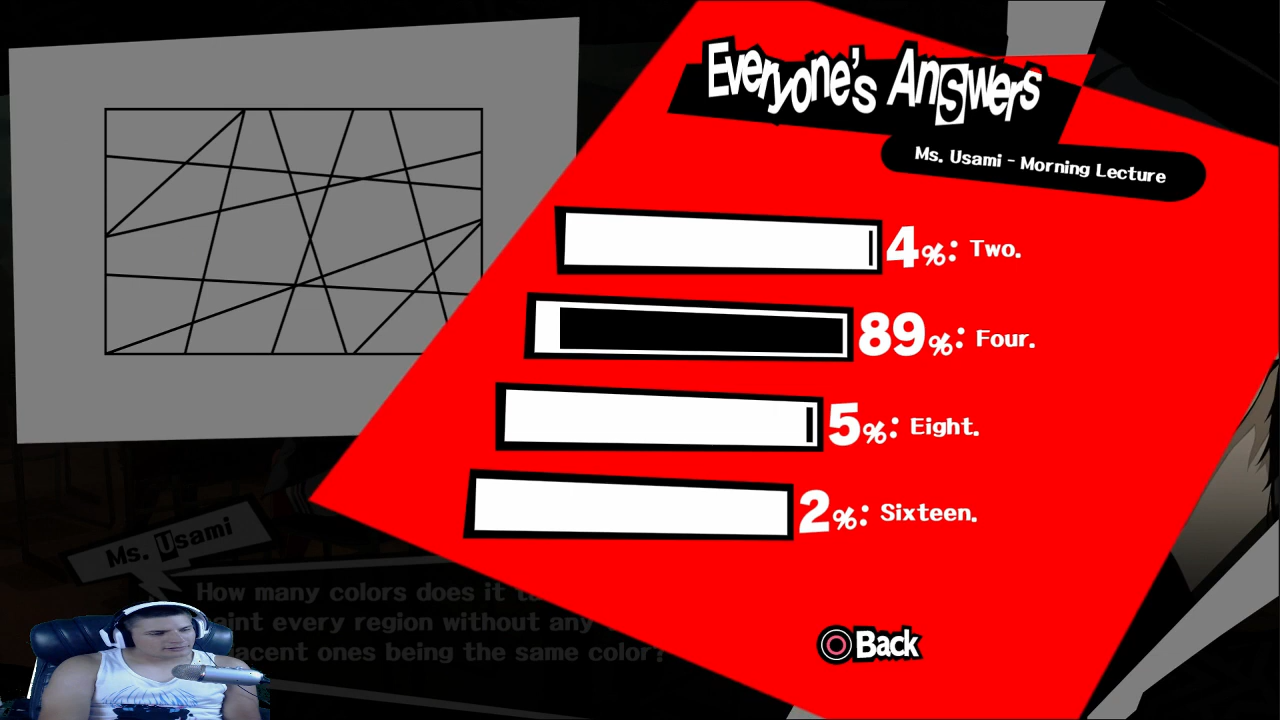 Everyone's Answers
Ms. Usami - Morning Lecture
4%: Two.
89%: Four.
5%: Eight.
2%: Sixteen.
Back
Ms. Usami
How many colors does it
every region without any
ones being the same color?